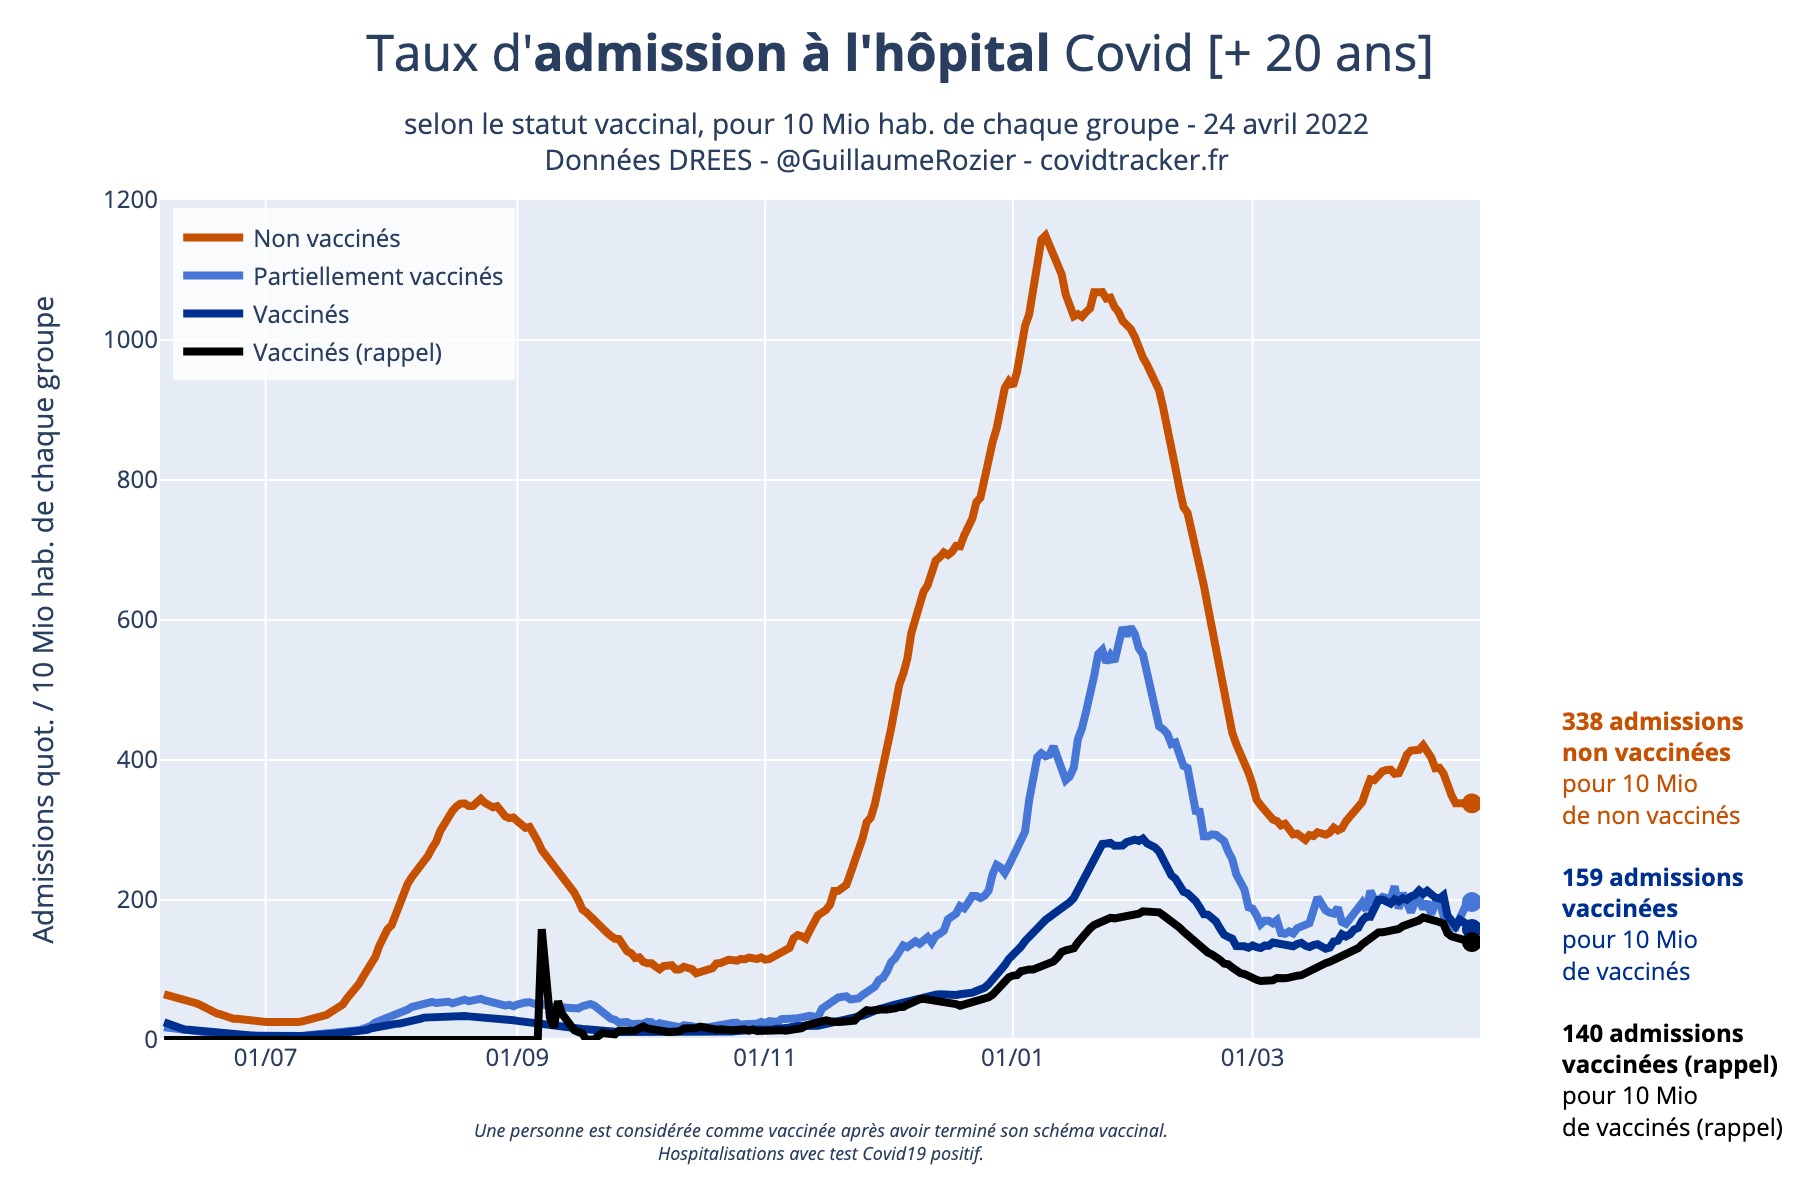 Taux d'admission à l'hôpital Covid [+ 20 ans]
selon le statut vaccinal, pour 10 Mio hab. de chaque groupe - 24 avril 2022
Données DREES - @GuillaumeRozier - covidtracker.fr
Admissions quot. / 10 Mio hab. de chaque groupe
1200
1000
800
600
400
200
0
Non vaccinés
Partiellement vaccinés
Vaccinés
Vaccinés (rappel)
01/07
01/09
01/11
01/01
01/03
338 admissions
non vaccinées
pour 10 Mio
de non vaccinés
159 admissions
vaccinées
pour 10 Mio
de vaccinés
140 admissions
vaccinées (rappel)
pour 10 Mio
de vaccinés (rappel)
Une personne est considérée comme vaccinée après avoir terminé son schéma vaccinal.
Hospitalisations avec test Covid19 positif.